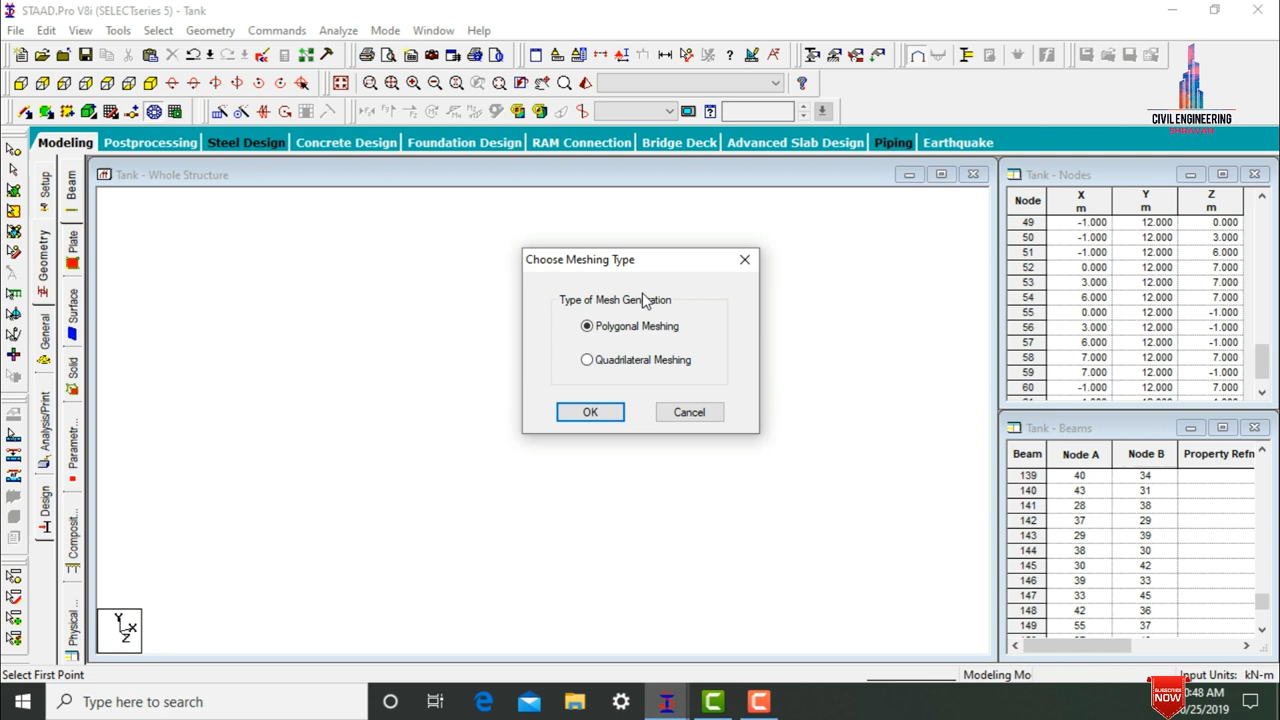 STAAD.Pro V8i (SELECTseries 5) - Tank
File Edit View Tools Select Geometry Commands Analyze Mode Window Help
CIVIL ENGINEERING
Modeling Postprocessing Steel Design Concrete Design Foundation Design RAM Connection Bridge Deck Advanced Slab Design Piping Earthquake
Setup
Geometry
General
Analysis/Print
Design
Beam
Plate
Surface
Solid
Parametr...
Composit...
Physical...
Tank - Whole Structure
Choose Meshing Type
Type of Mesh Generation
Polygonal Meshing
Quadrilateral Meshing
OK Cancel
Y
X
Z
Tank - Nodes
Node X m Y m Z m
49 -1.000 12.000 0.000
50 -1.000 12.000 3.000
51 -1.000 12.000 6.000
52 0.000 12.000 7.000
53 3.000 12.000 7.000
54 6.000 12.000 7.000
55 0.000 12.000 -1.000
56 3.000 12.000 -1.000
57 6.000 12.000 -1.000
58 7.000 12.000 7.000
59 7.000 12.000 -1.000
60 -1.000 12.000 7.000
Tank - Beams
Beam Node A Node B Property Refn
139 40 34
140 43 31
141 28 38
142 37 29
143 29 39
144 38 30
145 30 42
146 39 33
147 33 45
148 42 36
149 55 37
Select First Point Modeling Mo Input Units: kN-m
Type here to search
0:48 AM
/25/2019
SUBSCRIBE
NOW